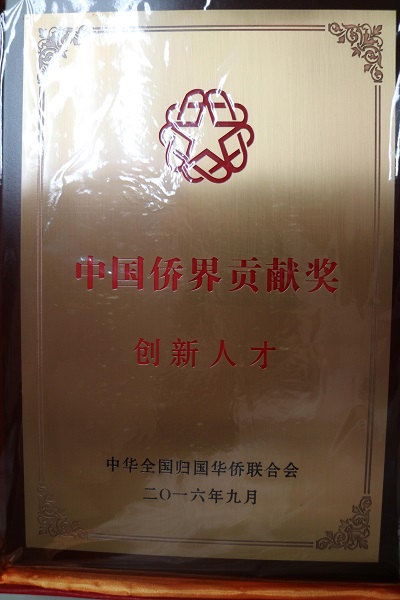 中国侨界贡献奖
创新人才
中华全国归国华侨联合会
二〇一六年九月